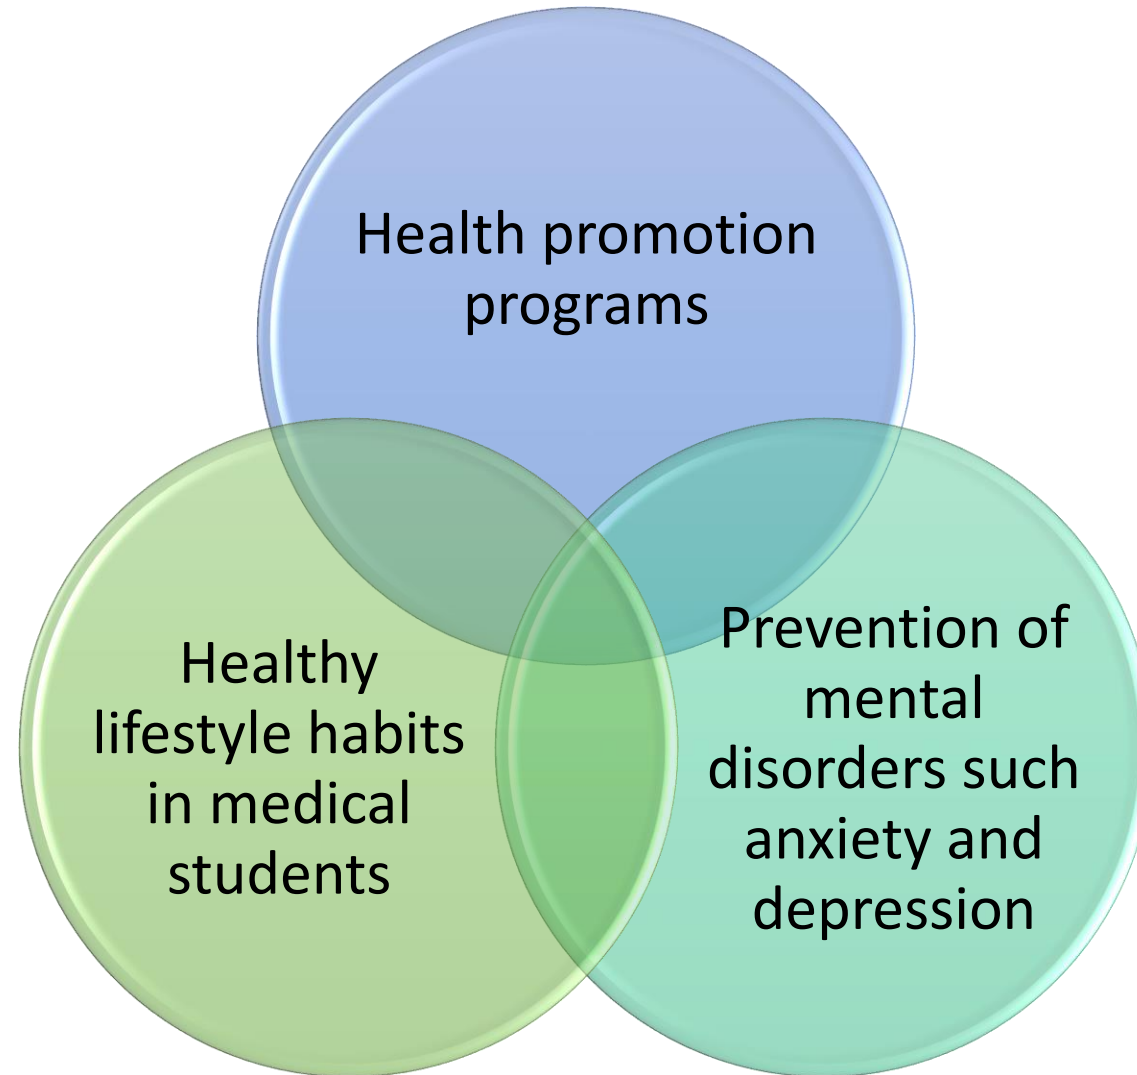 Health promotion
programs
Healthy
lifestyle habits
in medical
students
Prevention of
mental
disorders such
anxiety and
depression